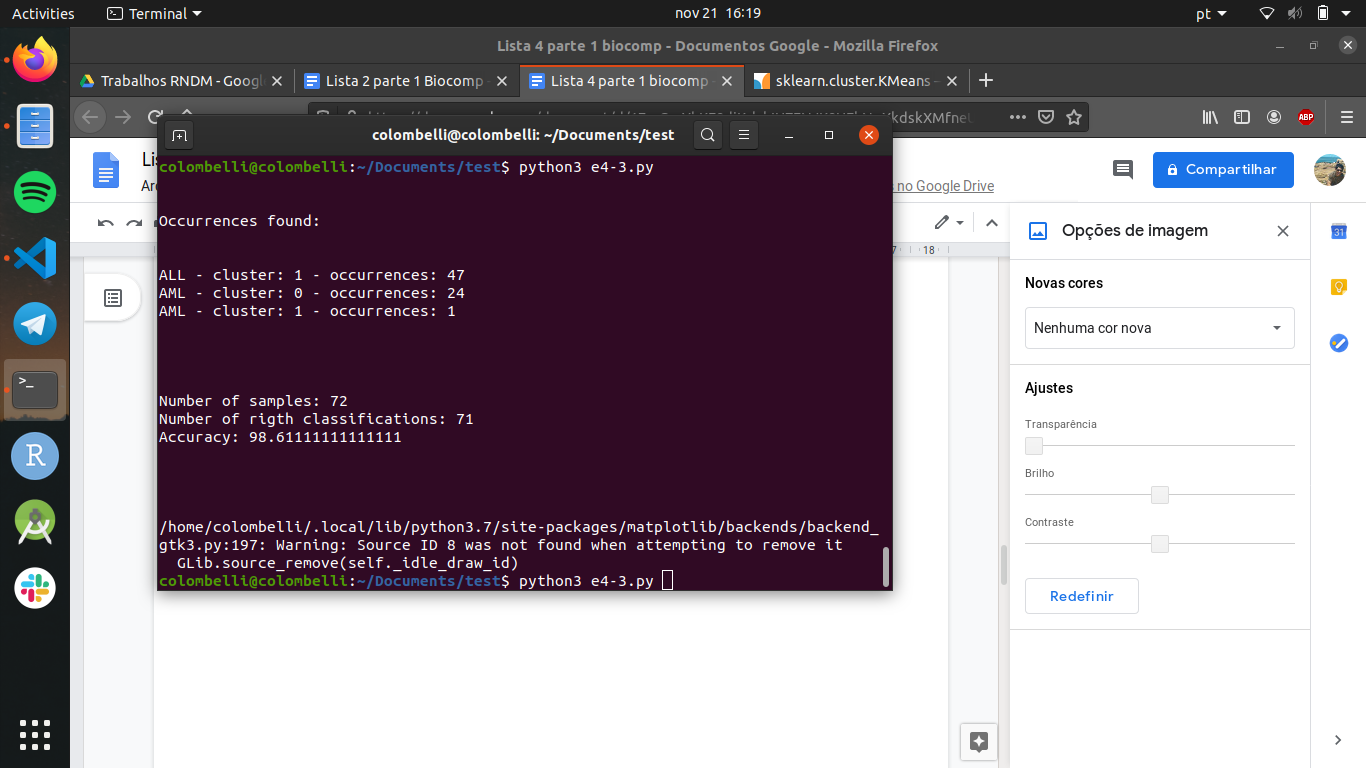 Activities
Terminal
nov 21 16:19
pt
Lista 4 parte 1 biocomp - Documentos Google - Mozilla Firefox
Trabalhos RNDM - Googl
Lista 2 parte 1 Biocomp
Lista 4 parte 1 biocomp
sklearn.cluster.KMeans -
ABP
colombelli@colombelli: ~/Documents/test
s no Google Drive
Compartilhar
17
18
colombelli@colombelli:~/Documents/test$ python3 e4-3.py
Occurrences found:
ALL - cluster: 1 - occurrences: 47
AML - cluster: 0 - occurrences: 24
AML - cluster: 1 - occurrences: 1
Number of samples: 72
Number of rigth classifications: 71
Accuracy: 98.61111111111111
/home/colombelli/.local/lib/python3.7/site-packages/matplotlib/backends/backend_
gtk3.py:197: Warning: Source ID 8 was not found when attempting to remove it
GLib.source_remove(self._idle_draw_id)
colombelli@colombelli:~/Documents/test$ python3 e4-3.py
Opções de imagem
Novas cores
Nenhuma cor nova
Ajustes
Transparência
Brilho
Contraste
Redefinir
31
R
>_